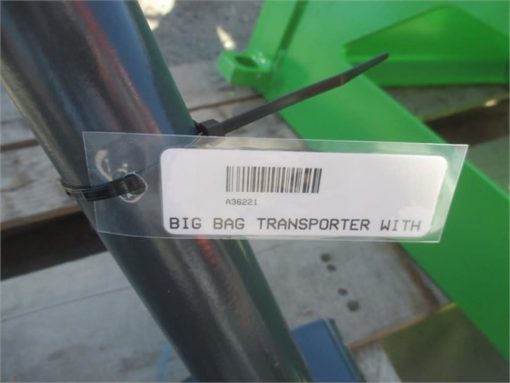 A36221
BIG BAG TRANSPORTER WITH